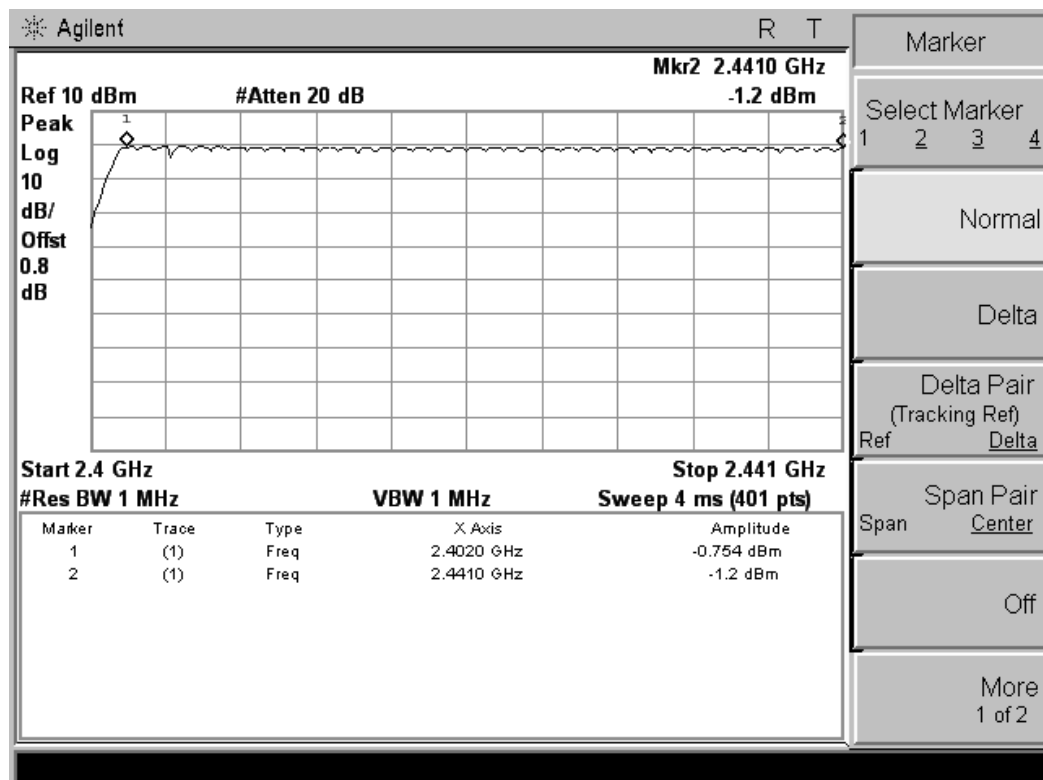 Agilent R T
Mkr2 2.4410 GHz
Ref 10 dBm #Atten 20 dB -1.2 dBm
Peak
Log
10
dB/
Offst
0.8
dB
1 2
Start 2.4 GHz Stop 2.441 GHz
#Res BW 1 MHz VBW 1 MHz Sweep 4 ms (401 pts)
Marker Trace Type X Axis Amplitude
1 (1) Freq 2.4020 GHz -0.754 dBm
2 (1) Freq 2.4410 GHz -1.2 dBm
Marker
Select Marker
1 2 3 4
Normal
Delta
Delta Pair
(Tracking Ref)
Ref Delta
Span Pair
Span Center
Off
More
1 of 2